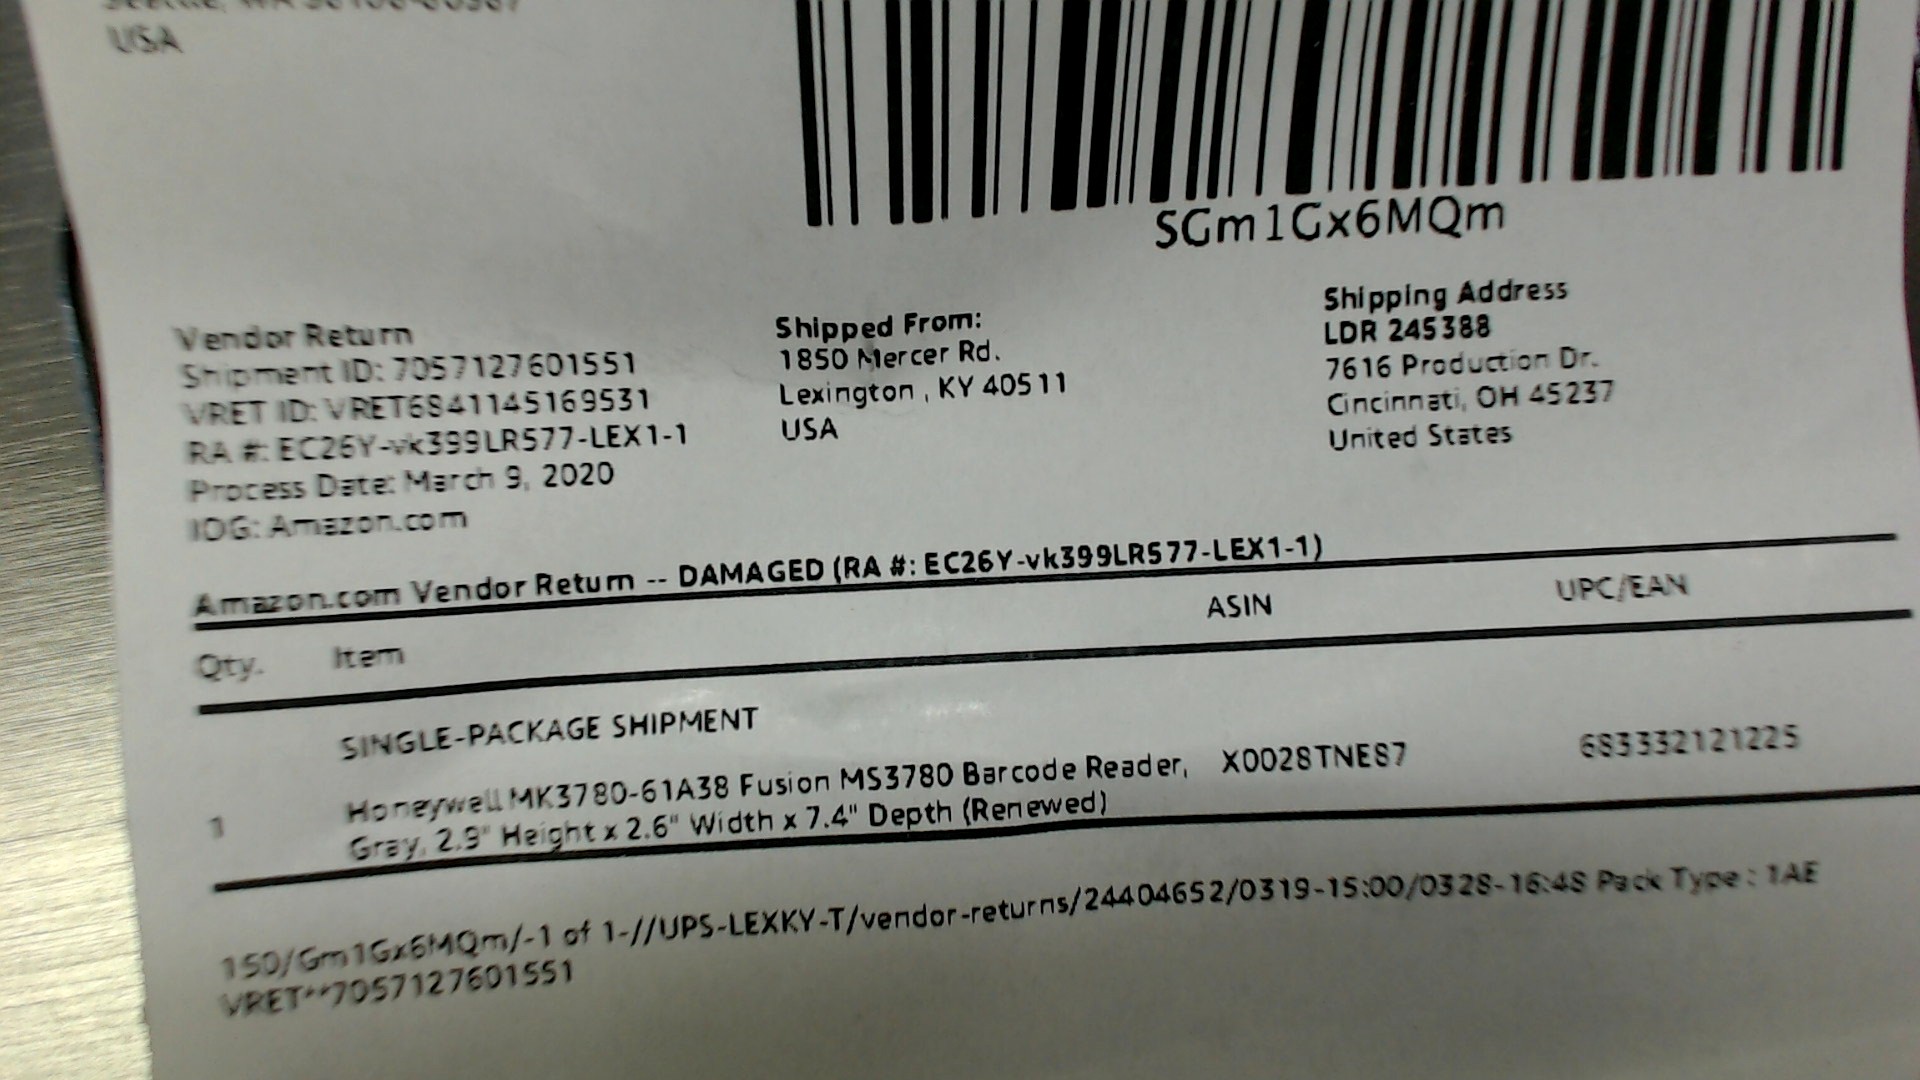 USA
SGm1Gx6MQm
Vendor Return
Shipment ID: 7057127601551
VRET ID: VRET6841145169531
RA #: EC26Y-vk399LR577-LEX1-1
Process Date: March 9, 2020
IOG: Amazon.com
Shipped From:
1850 Mercer Rd.
Lexington , KY 40511
USA
Shipping Address
LDR 245388
7616 Production Dr.
Cincinnati, OH 45237
United States
Amazon.com Vendor Return -- DAMAGED (RA #: EC26Y-vk399LR577-LEX1-1)
Qty. Item ASIN UPC/EAN
SINGLE-PACKAGE SHIPMENT
1 Honeywell MK3780-61A38 Fusion MS3780 Barcode Reader, X0028TNE87 683332121225
Gray, 2.9" Height x 2.6" Width x 7.4" Depth (Renewed)
150/Gm1Gx6MQm/-1 of 1-//UPS-LEXKY-T/vendor-returns/24404652/0319-15:00/0328-16:48 Pack Type : 1AE
VRET**7057127601551